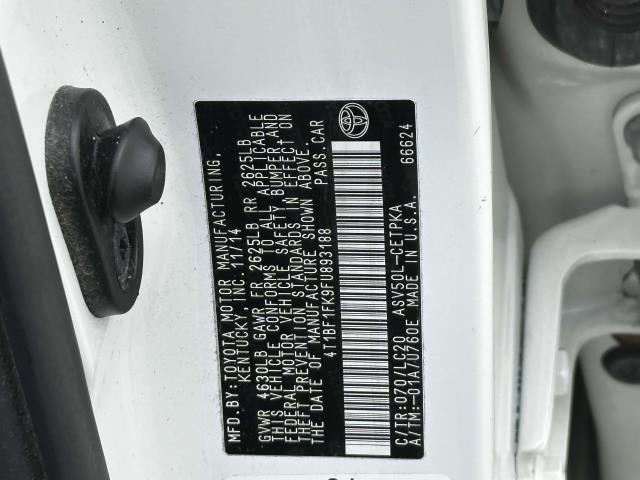 MFD.BY:TOYOTA MOTOR MANUFACTURING,
KENTUCKY, INC. 11/14
GVWR 4630LB GAWR FR 2625LB RR 2625LB
THIS VEHICLE CONFORMS TO ALL APPLICABLE
FEDERAL MOTOR VEHICLE SAFETY BUMPER,AND
THEFT PREVENTION STANDARDS IN EFFECT ON
DATE OF MANUFACTURE SHOWN ABOVE.
4T1BF1FK9FU893188 PASS.CAR
C/TR:070/LC20 ASV50L-CETPKA 66624
A/TM:-01A/U760E MADE IN U.S.A.